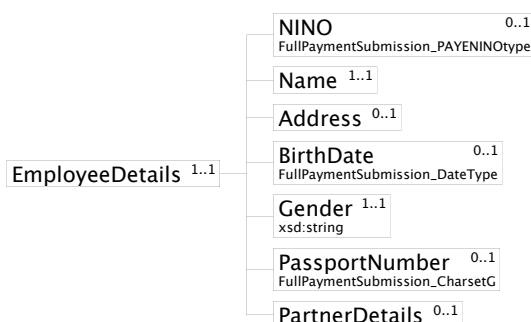 NINO 0..1
FullPaymentSubmission_PAYENINOtype
Name 1..1
Address 0..1
EmployeeDetails 1..1
BirthDate 0..1
FullPaymentSubmission_DateType
Gender 1..1
xsd:string
PassportNumber 0..1
FullPaymentSubmission_CharsetG
PartnerDetails 0..1